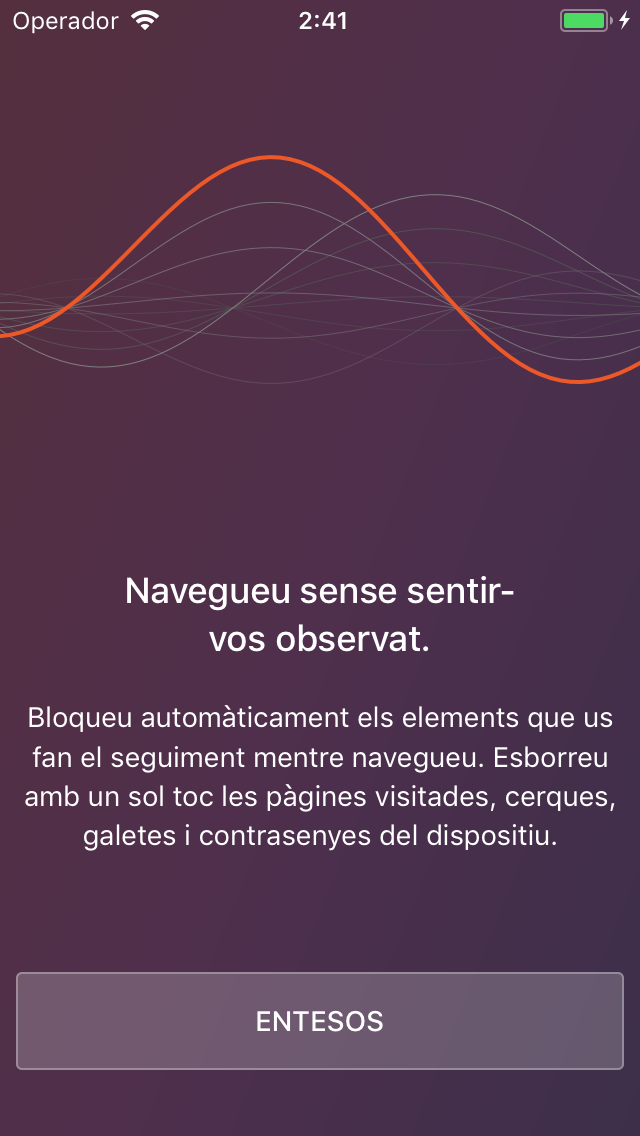 Operador
2:41
Navegueu sense sentir-
vos observat.
Bloqueu automàticament els elements que us
fan el seguiment mentre navegueu. Esborreu
amb un sol toc les pàgines visitades, cerques,
galetes i contrasenyes del dispositiu.
ENTESOS